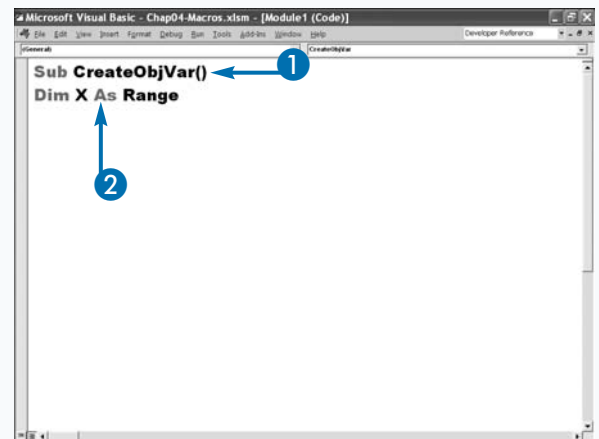 Microsoft Visual Basic - Chap04-Macros.xlsm - [Module1 (Code)]
File Edit View Insert Format Debug Run Tools Add-Ins Window Help Developer Reference
(General) CreateObjVar
Sub CreateObjVar() 1
Dim X As Range
2